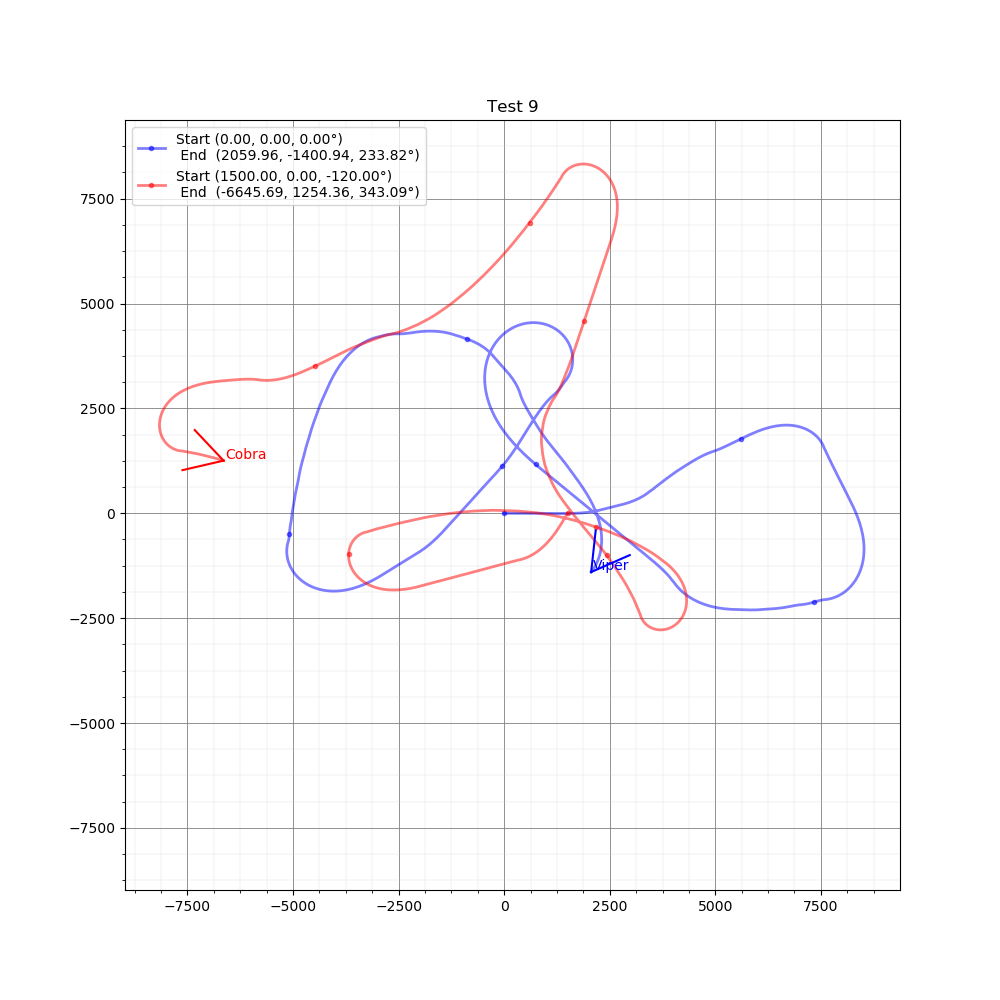 Test 9
Start (0.00, 0.00, 0.00°)
End  (2059.96, -1400.94, 233.82°)
Start (1500.00, 0.00, -120.00°)
End  (-6645.69, 1254.36, 343.09°)
7500
5000
2500
0
−2500
−5000
−7500
Cobra
Viper
−7500 −5000 −2500 0 2500 5000 7500